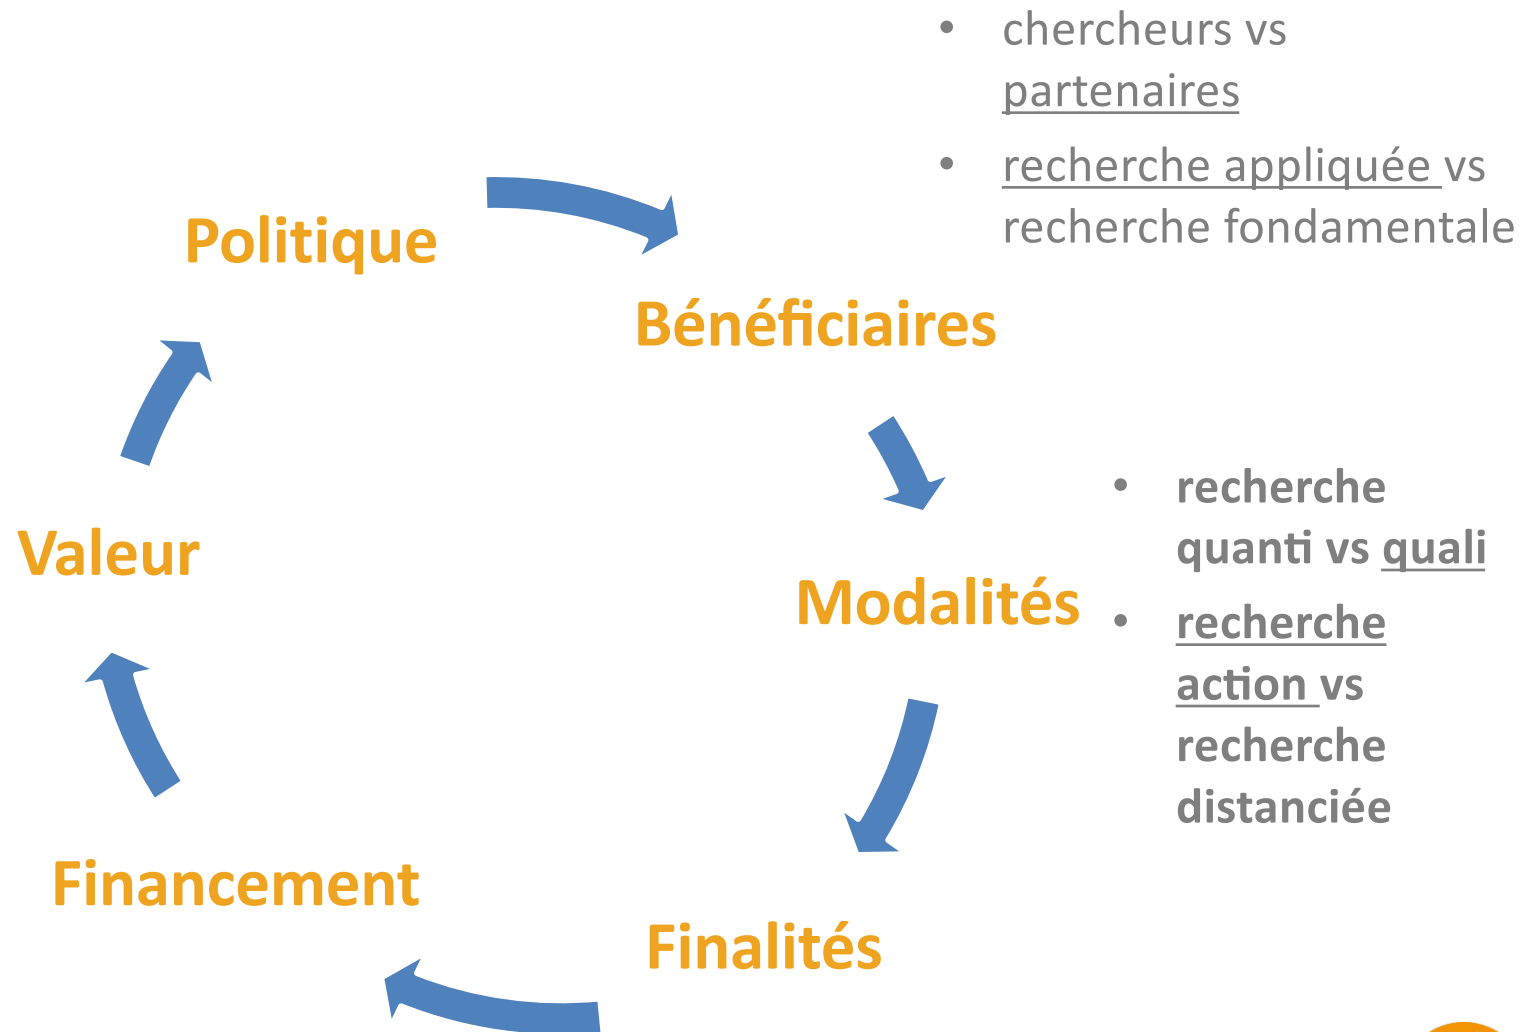 • chercheurs vs
partenaires
• recherche appliquée vs
recherche fondamentale
Politique
Bénéficiaires
• recherche
quanti vs quali
Valeur
Modalités
• recherche
action vs
recherche
distanciée
Financement
Finalités